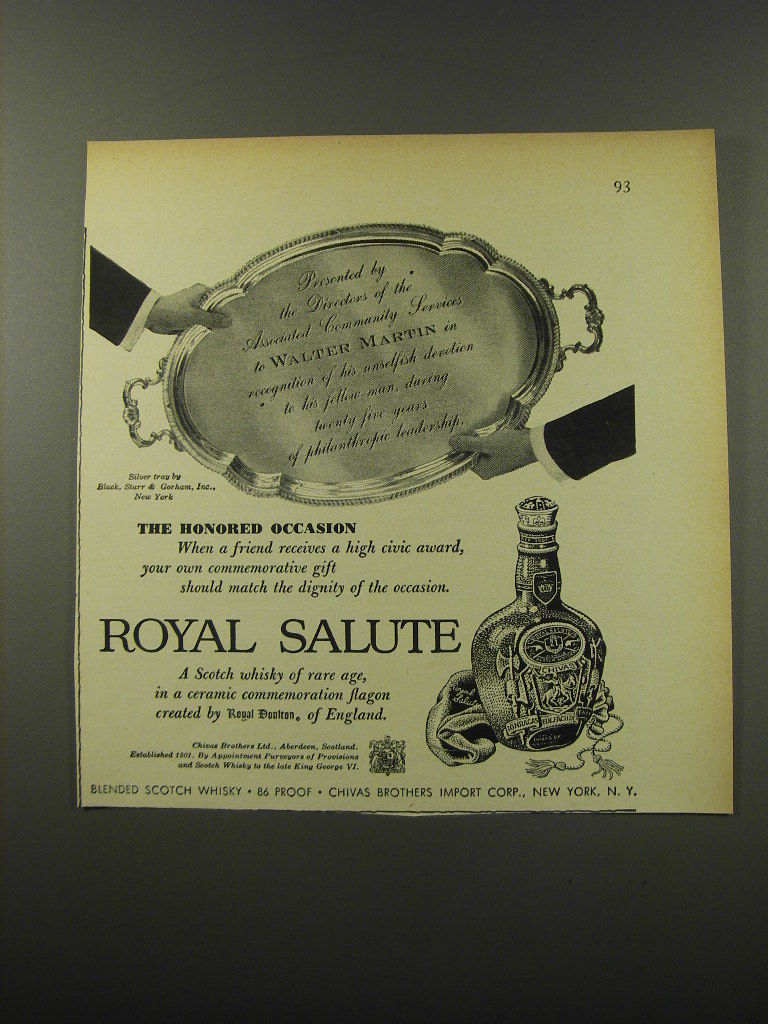 93
Presented by
the Directors of the
Associated Community Services
to WALTER MARTIN in
recognition of his unselfish devotion
to his fellow man, during
twenty five years
of philanthropic leadership.
Silver tray by
Black, Starr & Gorham, Inc.,
New York
THE HONORED OCCASION
When a friend receives a high civic award,
your own commemorative gift
should match the dignity of the occasion.
ROYAL SALUTE
A Scotch whisky of rare age,
in a ceramic commemoration flagon
created by Royal Doulton® of England.
CHIVAS
Chivas Brothers Ltd., Aberdeen, Scotland.
Established 1801. By Appointment Purveyors of Provisions
and Scotch Whisky to the late King George VI.
BLENDED SCOTCH WHISKY • 86 PROOF • CHIVAS BROTHERS IMPORT CORP., NEW YORK, N. Y.